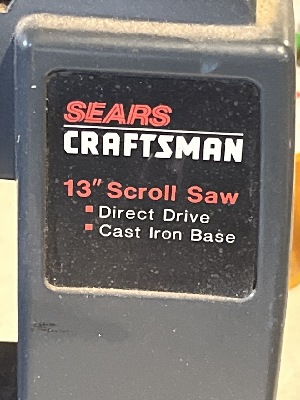 SEARS
CRAFTSMAN
13" Scroll Saw
Direct Drive
Cast Iron Base